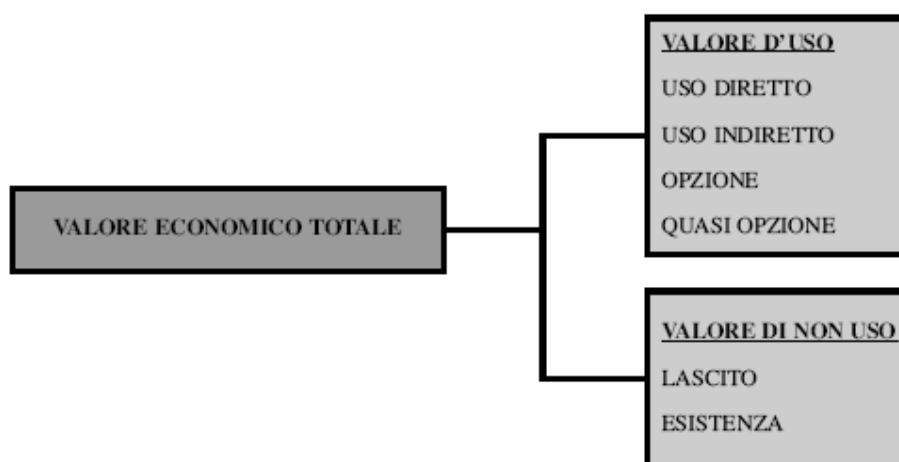 VALORE ECONOMICO TOTALE
VALORE D'USO
USO DIRETTO
USO INDIRETTO
OPZIONE
QUASI OPZIONE
VALORE DI NON USO
LASCITO
ESISTENZA